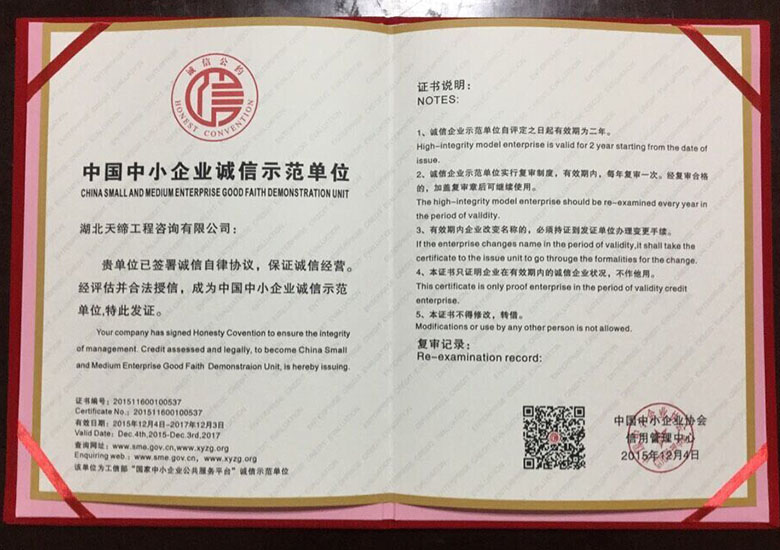 诚信公约
HONEST CONVENTION
中国中小企业诚信示范单位
CHINA SMALL AND MEDIUM ENTERPRISE GOOD FAITH DEMONSTRATION UNIT
湖北天缔工程咨询有限公司：
贵单位已签署诚信自律协议，保证诚信经营。
经评估并合法授信，成为中国中小企业诚信示范
单位,特此发证。
Your company has signed Honesty Covention to ensure the integrity
of management. Credit assessed and legally, to become China Small
and Medium Enterprise Good Faith Demonstraion Unit, is hereby issuing.
证书编号：201511600100537
Certificate No.: 201511600100537
有效日期：2015年12月4日-2017年12月3日
Valid Date: Dec.4th,2015-Dec.3rd,2017
查询网址：www.sme.gov.cn,www.xyzg.org
Enquiring web.: www.sme.gov.cn, www.xyzg.org
该单位为工信部“国家中小企业公共服务平台”诚信示范单位
证书说明：
NOTES:
1、诚信企业示范单位自评定之日起有效期为二年。
High-integrity model enterprise is valid for 2 year starting from the date of
issue.
2、诚信企业示范单位实行复审制度，有效期内，每年复审一次。经复审合格
的，加盖复审章后可继续使用。
The high-integrity model enterprise should be re-examined every year in
the period of validity.
3、有效期内企业改变名称的，必须持证到发证单位办理变更手续。
If the enterprise changes name in the period of validity,it shall take the
certificate to the issue unit to go througe the formalities for the change.
4、本证书只证明企业在有效期内的诚信企业状况，不作他用。
This certificate is only proof enterprise in the period of validity credit
enterprise.
5、本证书不得修改，转借。
Modifications or use by any other person is not allowed.
复审记录：
Re-examination record:
中国中小企业协会
信用管理中心
2015年12月4日